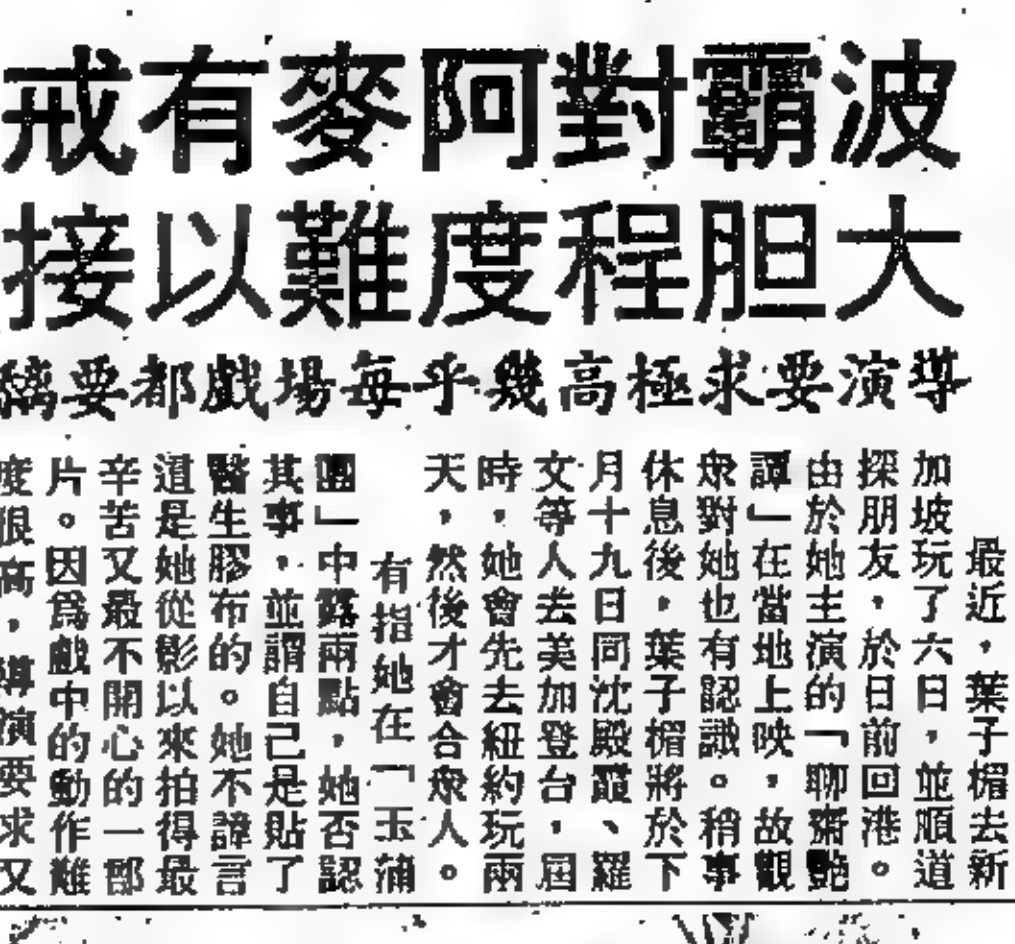 波霸對阿麥有戒
大胆程度難以接
導演要求極高幾乎每場戲都要
最近，葉子楣去新
加坡玩了六日，並順道
探朋友，於日前回港。
由於她主演的「聊齋艷
譚」在當地上映，故觀
衆對她也有認識。稍事
休息後，葉子楣將於下
月十九日同沈殿霞、羅
文等人去美加登台，屆
時，她會先去紐約玩兩
天，然後才會合衆人。
有指她在「玉蒲
團」中露兩點，她否認
其事，並謂自己是貼了
醫生膠布的。她不諱言
這是她從影以來拍得最
辛苦又最不開心的一部
片。因爲戲中的動作難
度很高，導演要求又